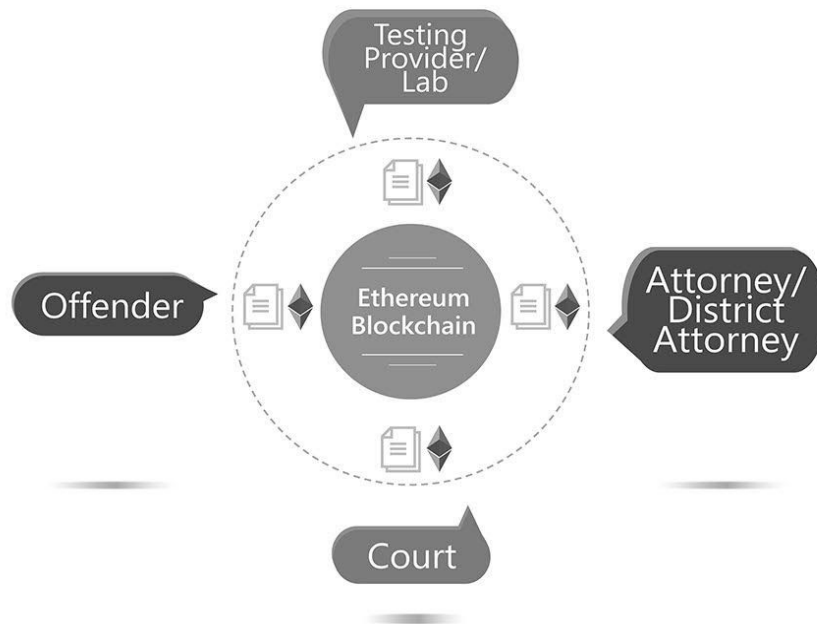 Testing
Provider/
Lab
Offender
Ethereum
Blockchain
Attorney/
District
Attorney
Court